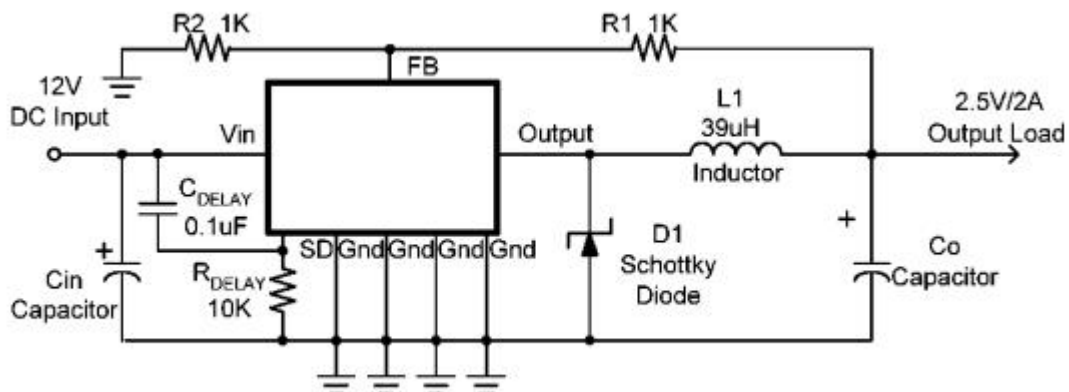 R2 1K
R1 1K
FB
12V
DC Input
Vin
Output
L1
39uH
Inductor
2.5V/2A
Output Load
CDELAY
0.1uF
SD Gnd Gnd Gnd Gnd
+
Cin
Capacitor
RDELAY
10K
D1
Schottky
Diode
+
Co
Capacitor